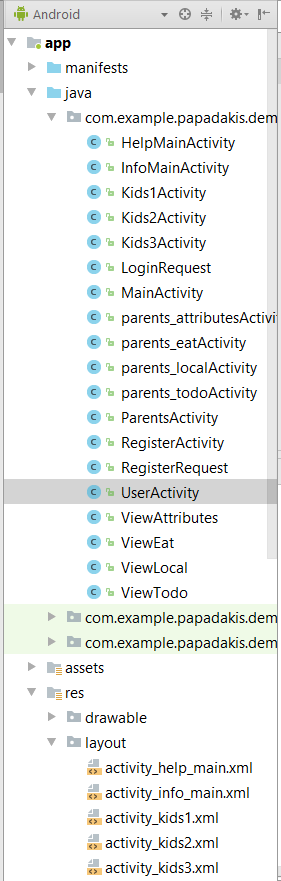 Android
app
manifests
java
com.example.papadakis.dem
HelpMainActivity
InfoMainActivity
Kids1Activity
Kids2Activity
Kids3Activity
LoginRequest
MainActivity
parents_attributesActivi
parents_eatActivity
parents_localActivity
parents_todoActivity
ParentsActivity
RegisterActivity
RegisterRequest
UserActivity
ViewAttributes
ViewEat
ViewLocal
ViewTodo
com.example.papadakis.dem
com.example.papadakis.dem
assets
res
drawable
layout
activity_help_main.xml
activity_info_main.xml
activity_kids1.xml
activity_kids2.xml
activity_kids3.xml